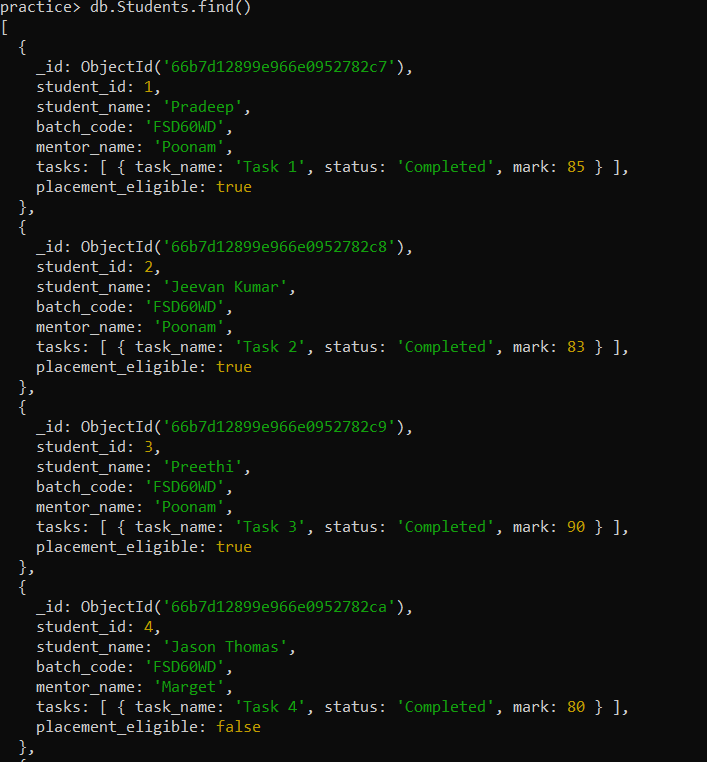 practice> db.Students.find()
[
  {
    _id: ObjectId('66b7d12899e966e0952782c7'),
    student_id: 1,
    student_name: 'Pradeep',
    batch_code: 'FSD60WD',
    mentor_name: 'Poonam',
    tasks: [ { task_name: 'Task 1', status: 'Completed', mark: 85 } ],
    placement_eligible: true
  },
  {
    _id: ObjectId('66b7d12899e966e0952782c8'),
    student_id: 2,
    student_name: 'Jeevan Kumar',
    batch_code: 'FSD60WD',
    mentor_name: 'Poonam',
    tasks: [ { task_name: 'Task 2', status: 'Completed', mark: 83 } ],
    placement_eligible: true
  },
  {
    _id: ObjectId('66b7d12899e966e0952782c9'),
    student_id: 3,
    student_name: 'Preethi',
    batch_code: 'FSD60WD',
    mentor_name: 'Poonam',
    tasks: [ { task_name: 'Task 3', status: 'Completed', mark: 90 } ],
    placement_eligible: true
  },
  {
    _id: ObjectId('66b7d12899e966e0952782ca'),
    student_id: 4,
    student_name: 'Jason Thomas',
    batch_code: 'FSD60WD',
    mentor_name: 'Marget',
    tasks: [ { task_name: 'Task 4', status: 'Completed', mark: 80 } ],
    placement_eligible: false
  },